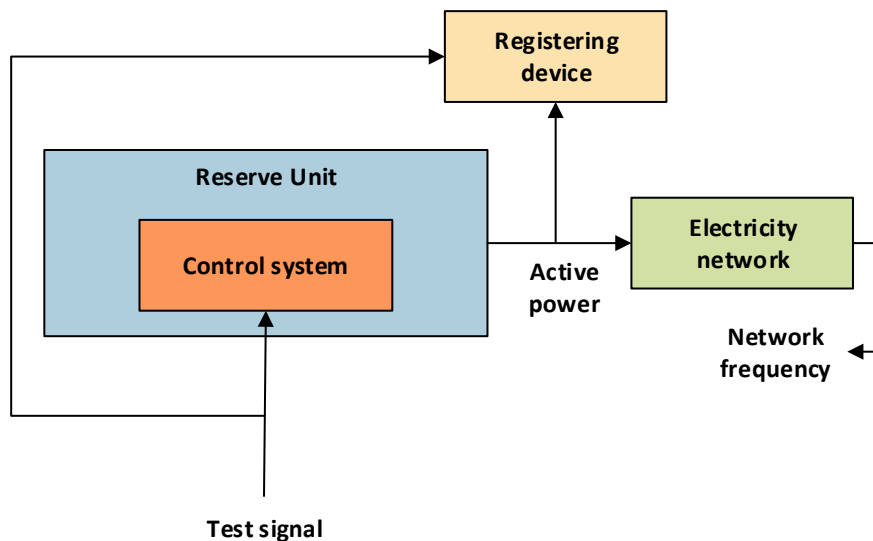 Registering
device
Reserve Unit
Control system
Active
power
Electricity
network
Network
frequency
Test signal